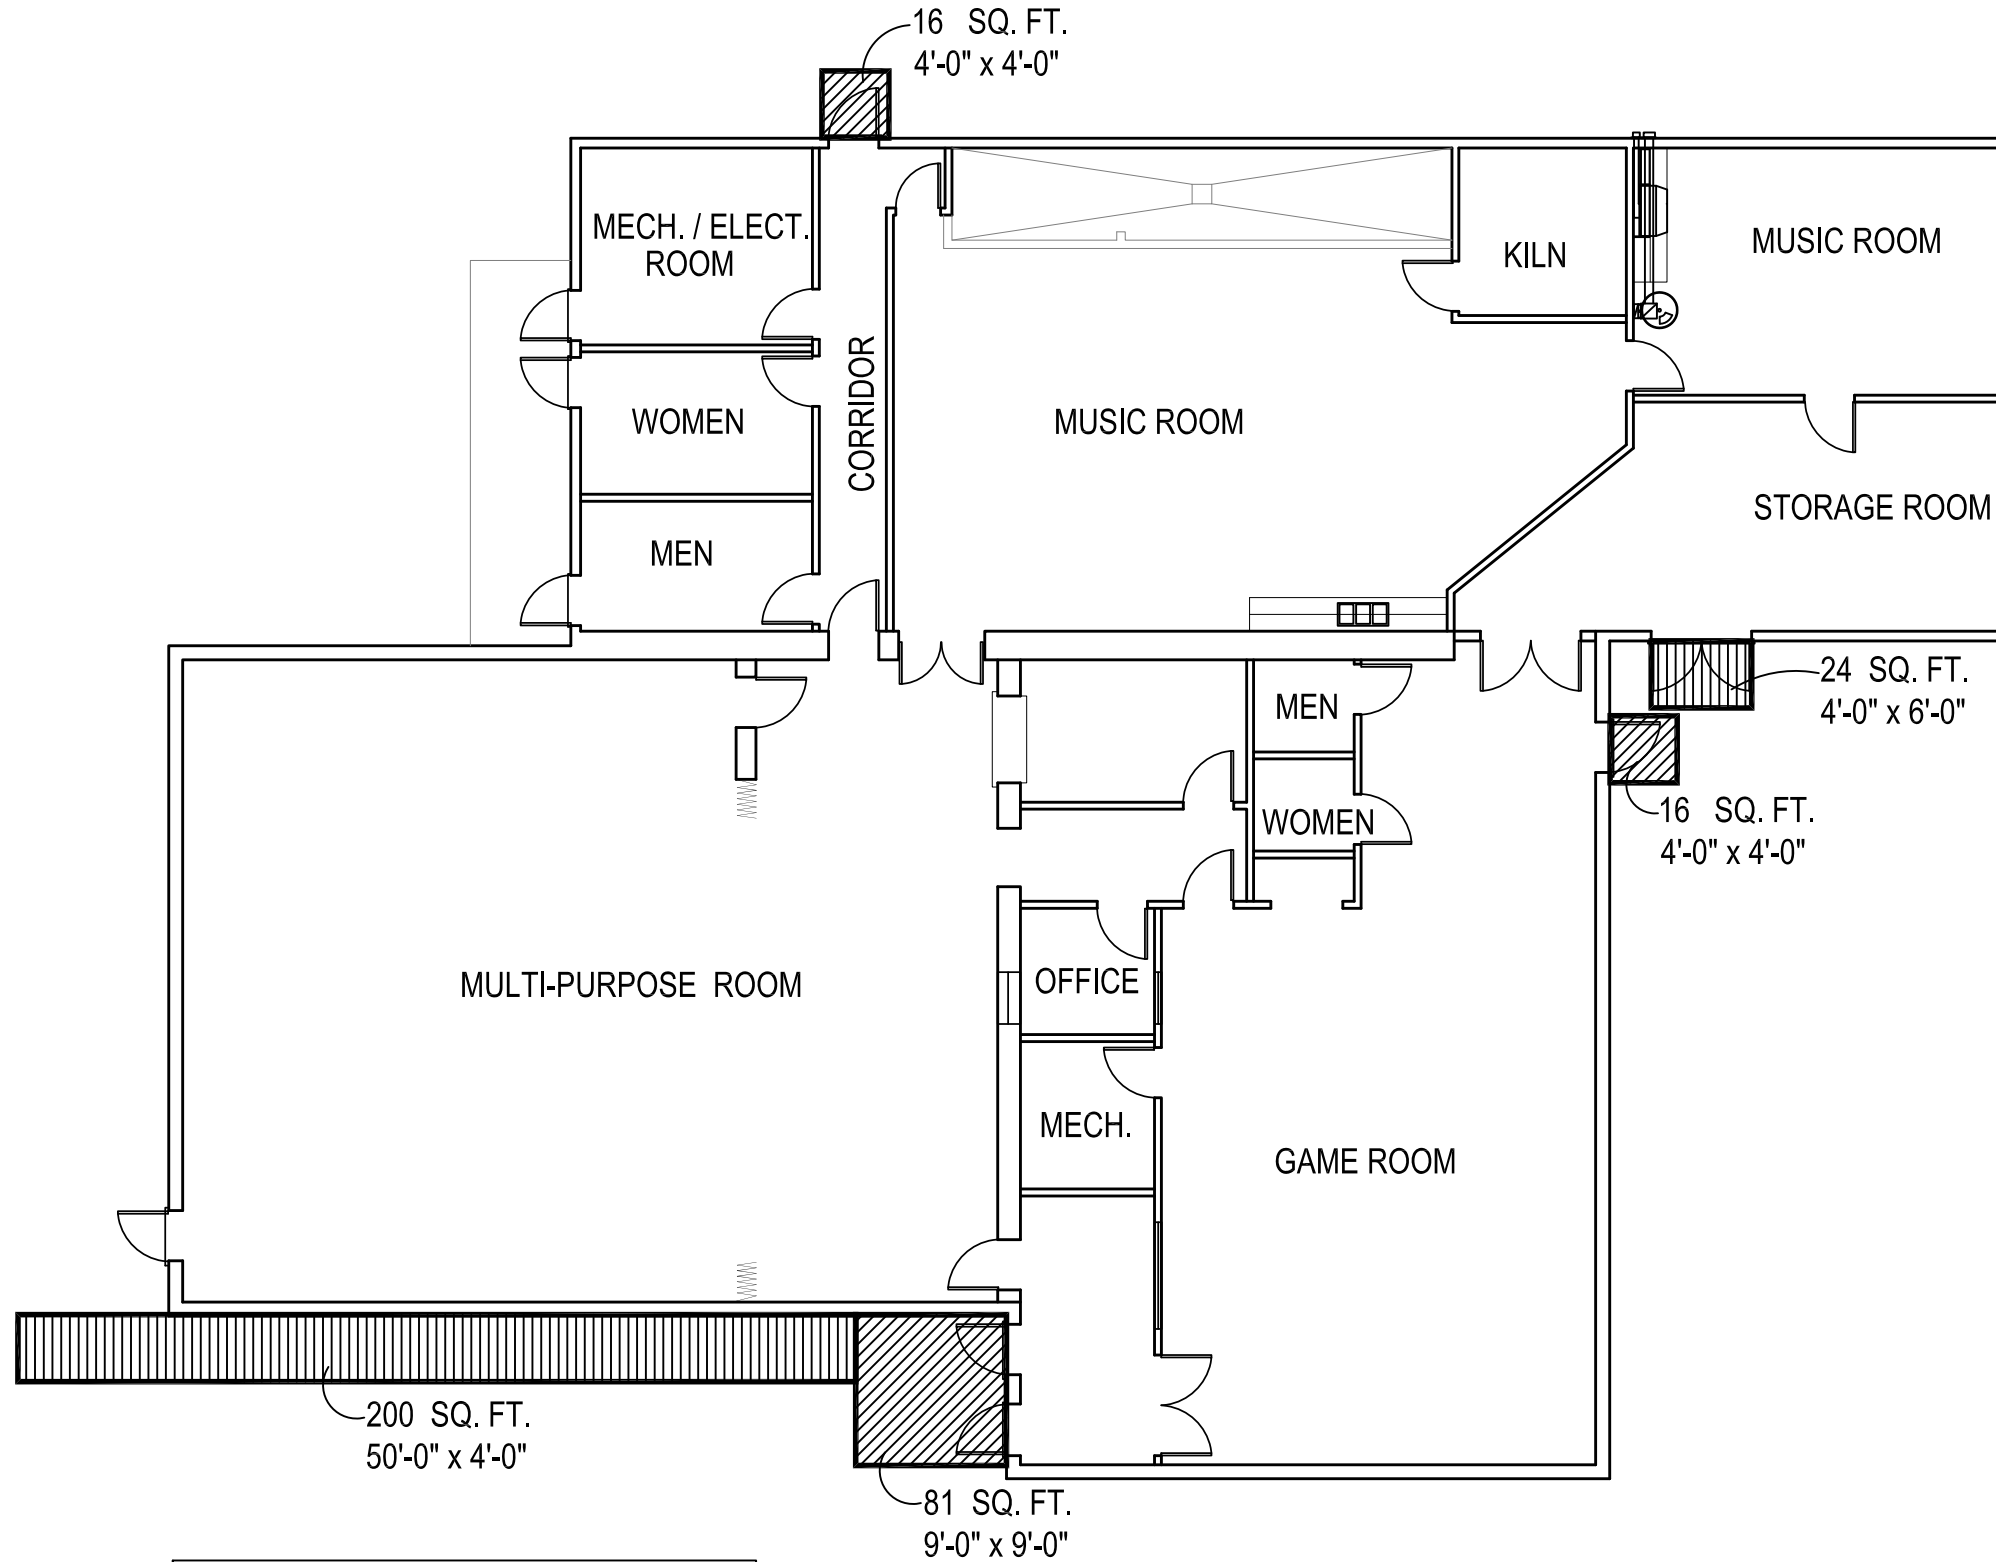 16 SQ. FT.
4'-0" x 4'-0"
MECH. / ELECT.
ROOM
KILN
MUSIC ROOM
WOMEN
CORRIDOR
MUSIC ROOM
STORAGE ROOM
MEN
24 SQ. FT.
4'-0" x 6'-0"
MEN
16 SQ. FT.
4'-0" x 4'-0"
WOMEN
MULTI-PURPOSE ROOM
OFFICE
MECH.
GAME ROOM
200 SQ. FT.
50'-0" x 4'-0"
81 SQ. FT.
9'-0" x 9'-0"